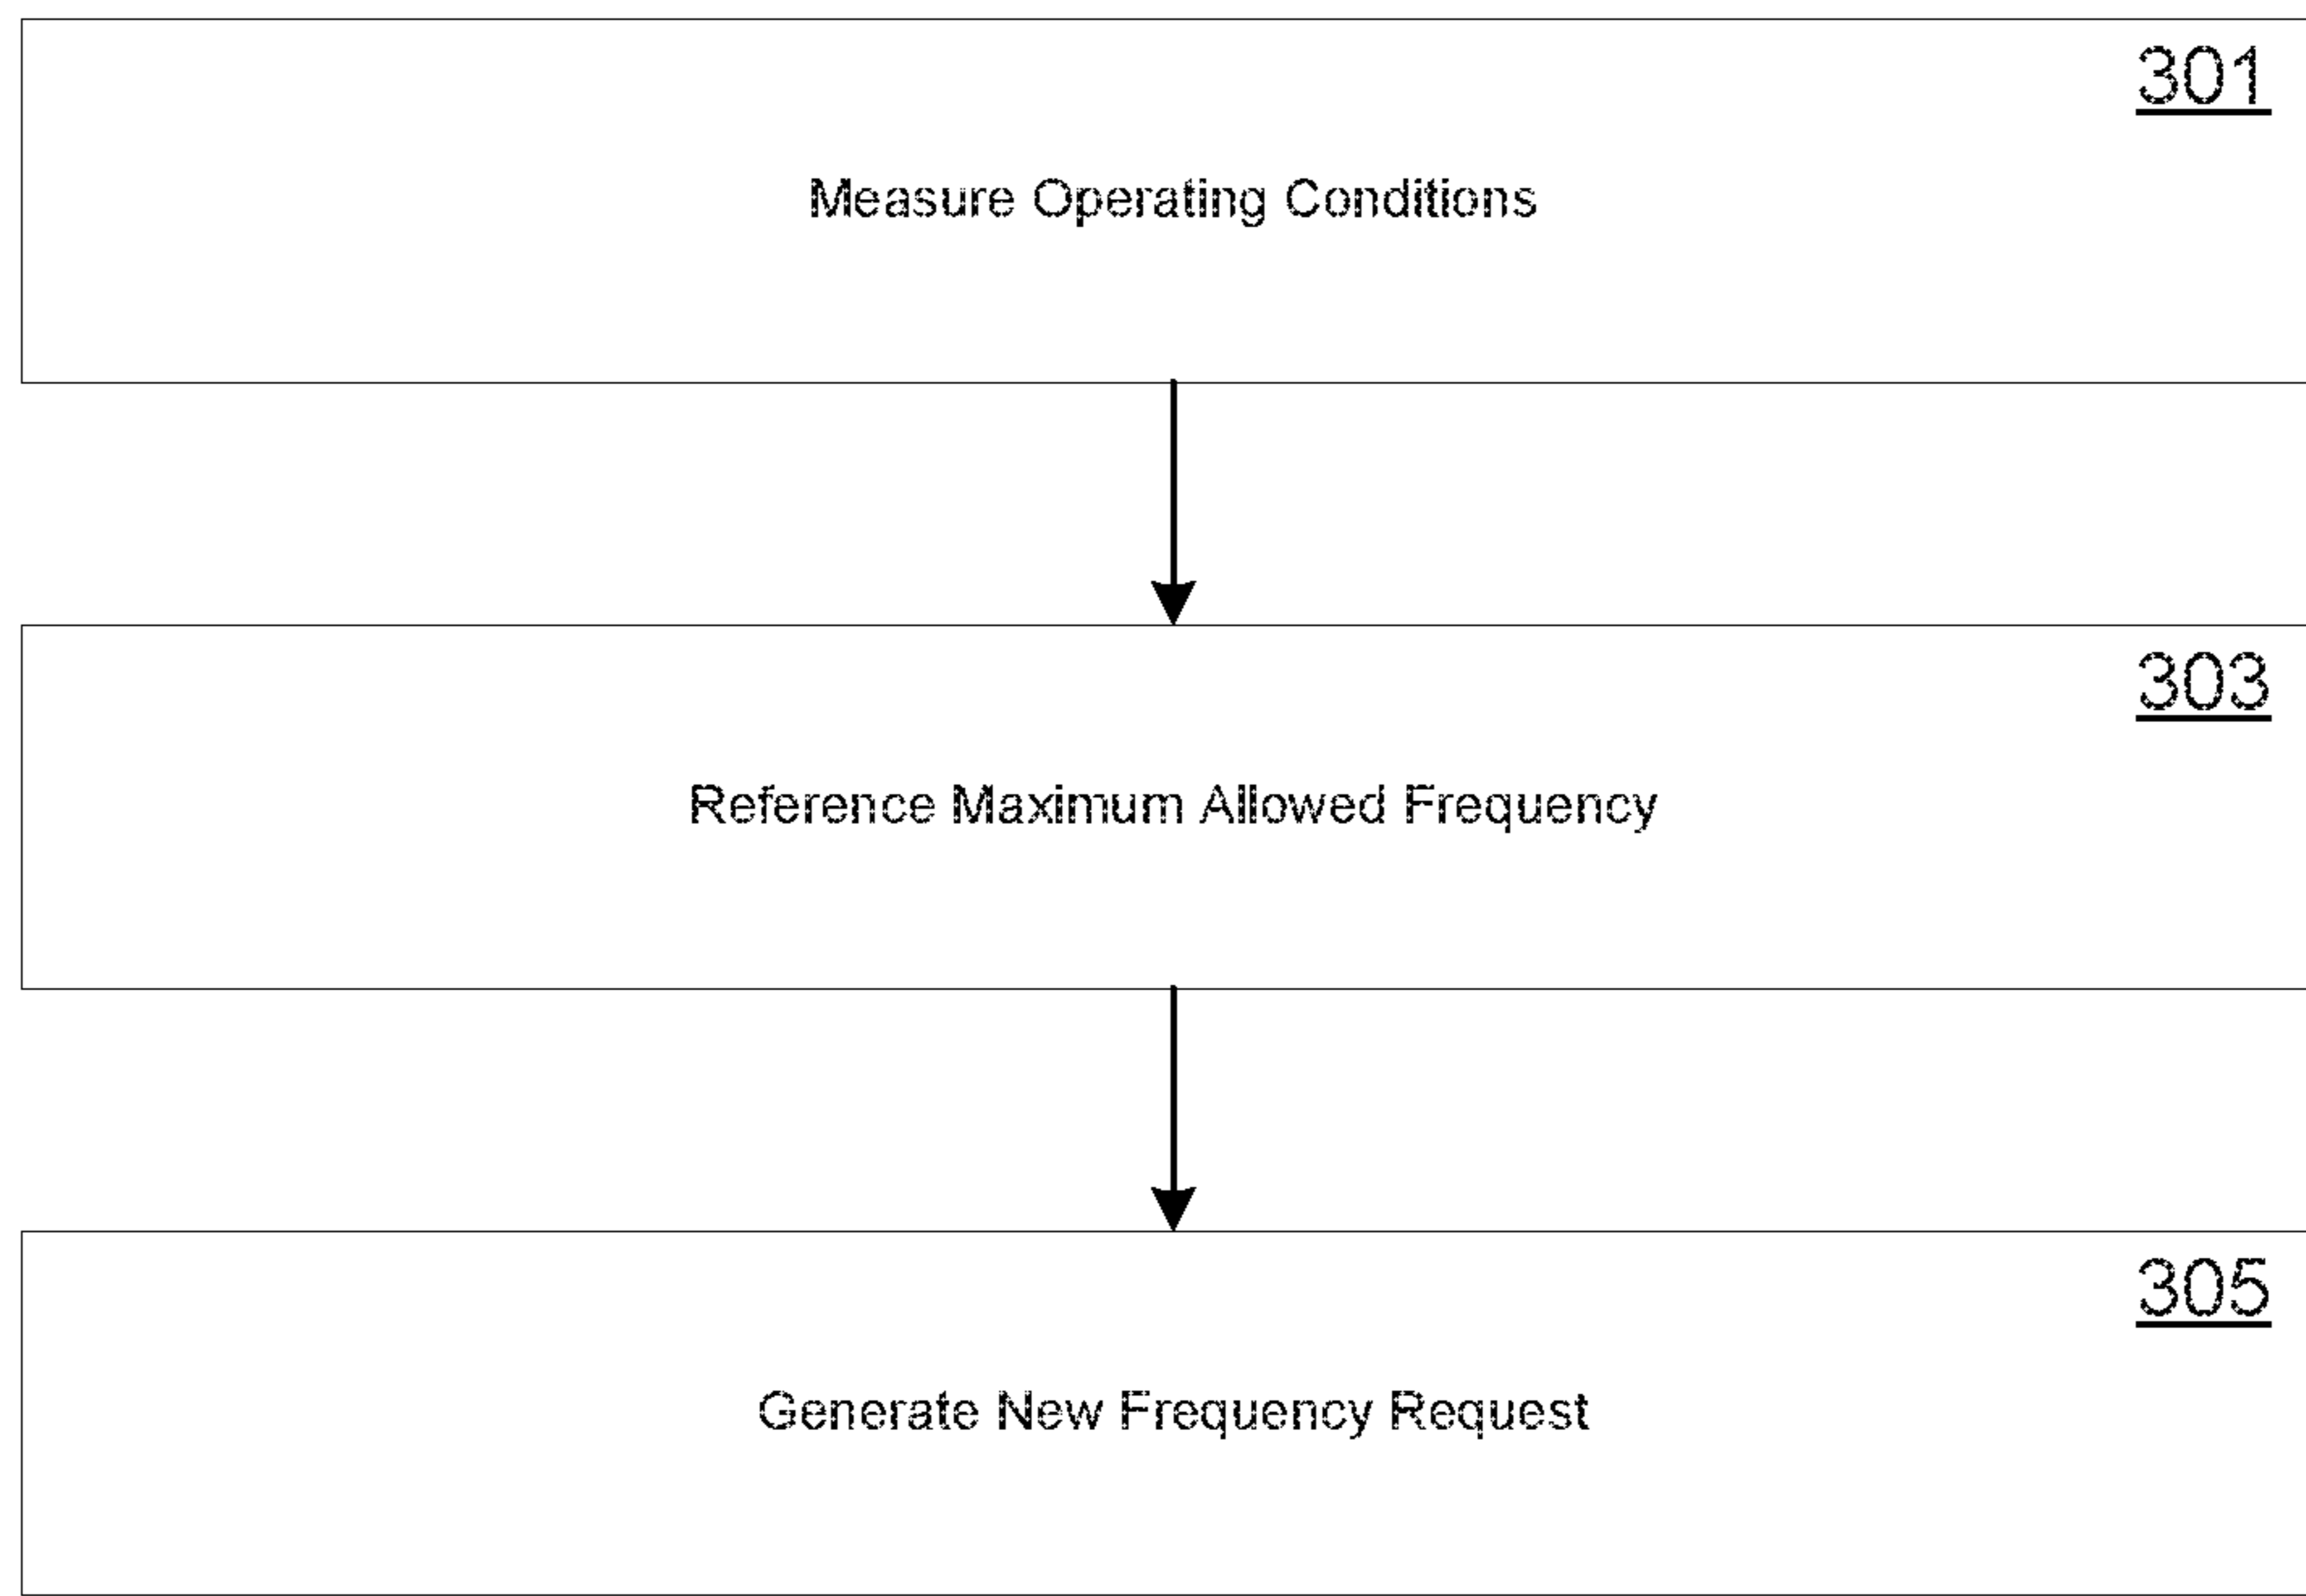 301
Measure Operating Conditions
303
Reference Maximum Allowed Frequency
305
Generate New Frequency Request